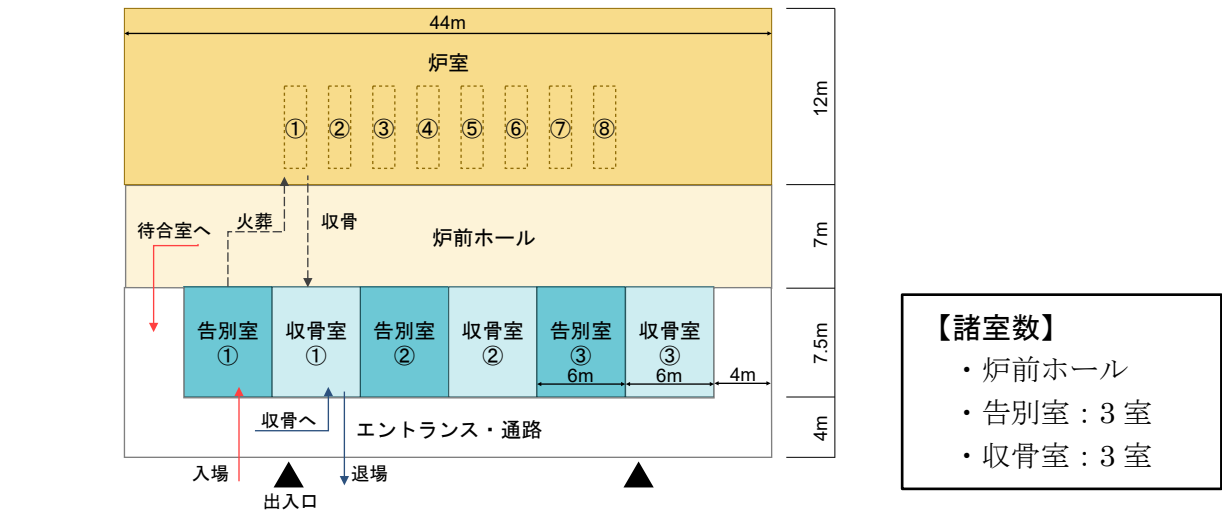 44m
炉室
12m
①
②
③
④
⑤
⑥
⑦
⑧
待合室へ
火葬
収骨
炉前ホール
7m
告別室
①
収骨室
①
告別室
②
収骨室
②
告別室
③
収骨室
③
6m
6m
4m
7.5m
収骨へ
エントランス・通路
4m
入場
退場
出入口
【諸室数】
・炉前ホール
・告別室：3 室
・収骨室：3 室